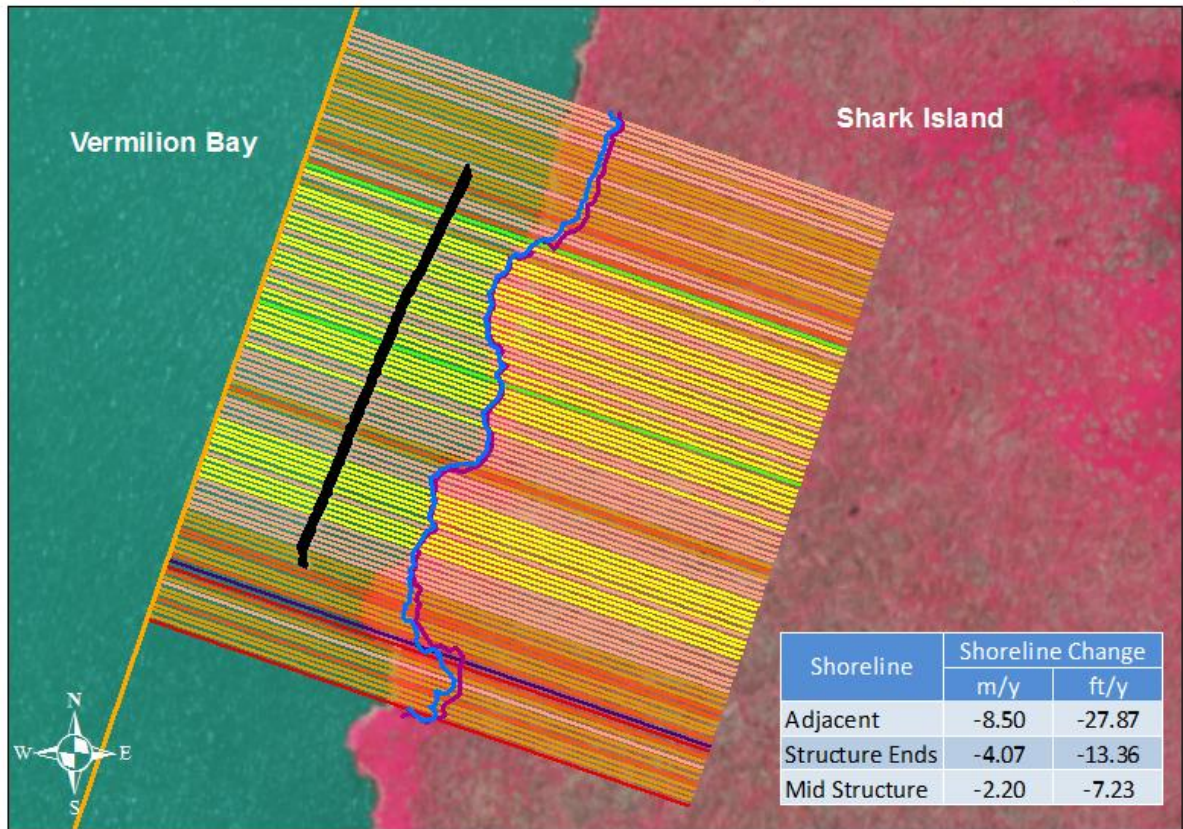 Vermilion Bay
Shark Island
Shoreline
Shoreline Change
m/y
ft/y
Adjacent -8.50 -27.87
Structure Ends -4.07 -13.36
Mid Structure -2.20 -7.23
N
W E
S